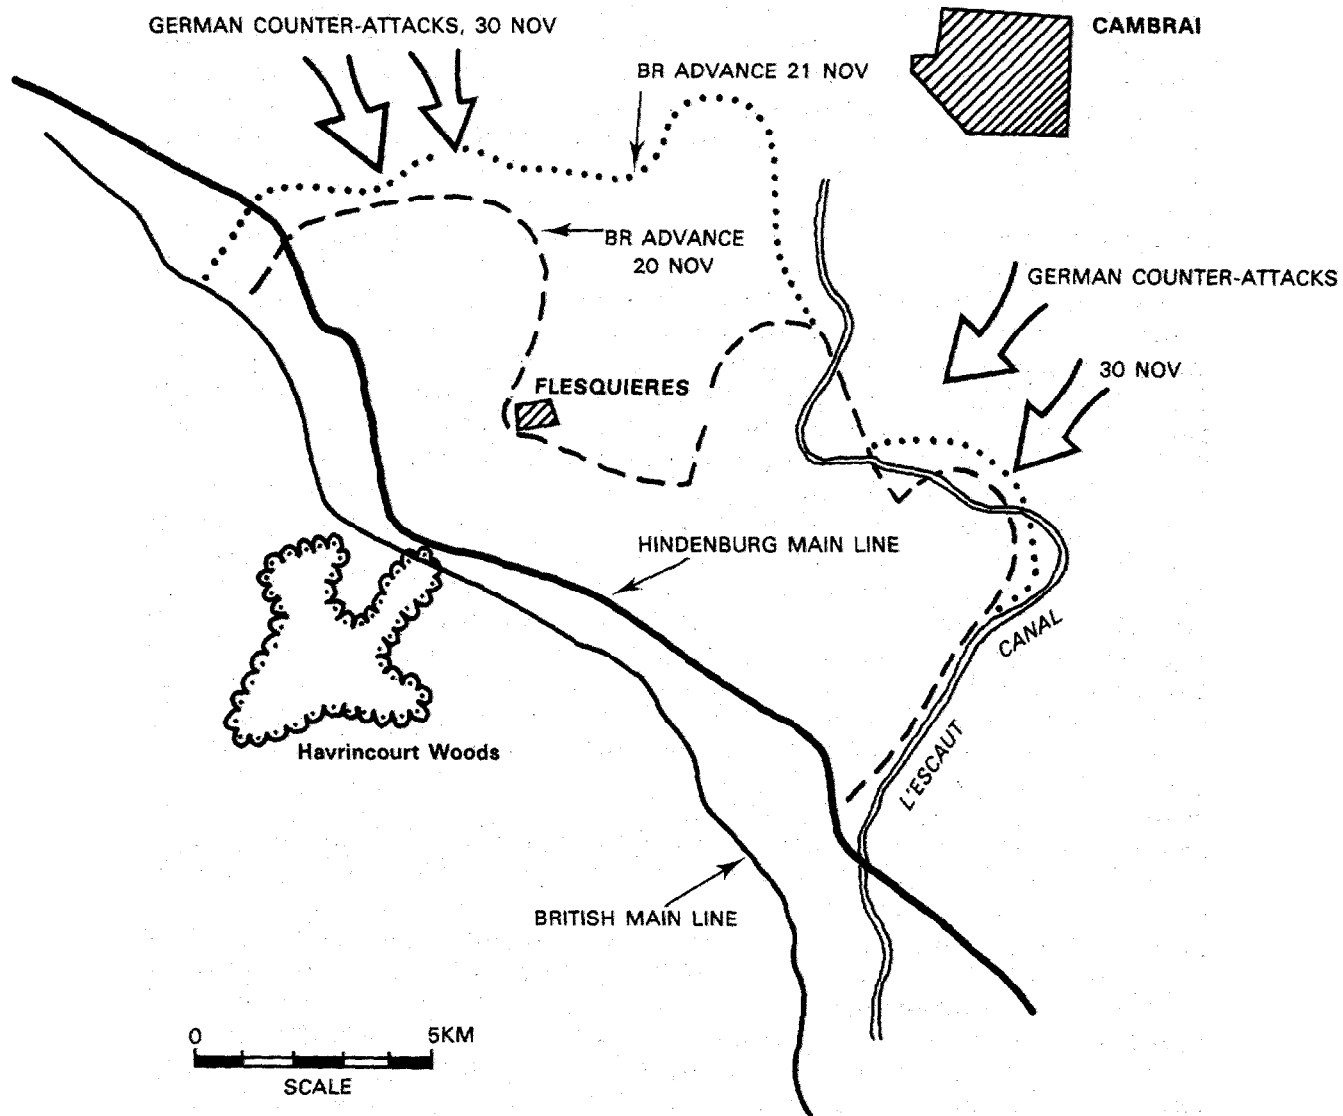 GERMAN COUNTER-ATTACKS, 30 NOV
CAMBRAI
BR ADVANCE 21 NOV
BR ADVANCE
20 NOV
GERMAN COUNTER-ATTACKS
30 NOV
FLESQUIERES
HINDENBURG MAIN LINE
CANAL
L'ESCAUT
Havrincourt Woods
BRITISH MAIN LINE
0 5KM
SCALE